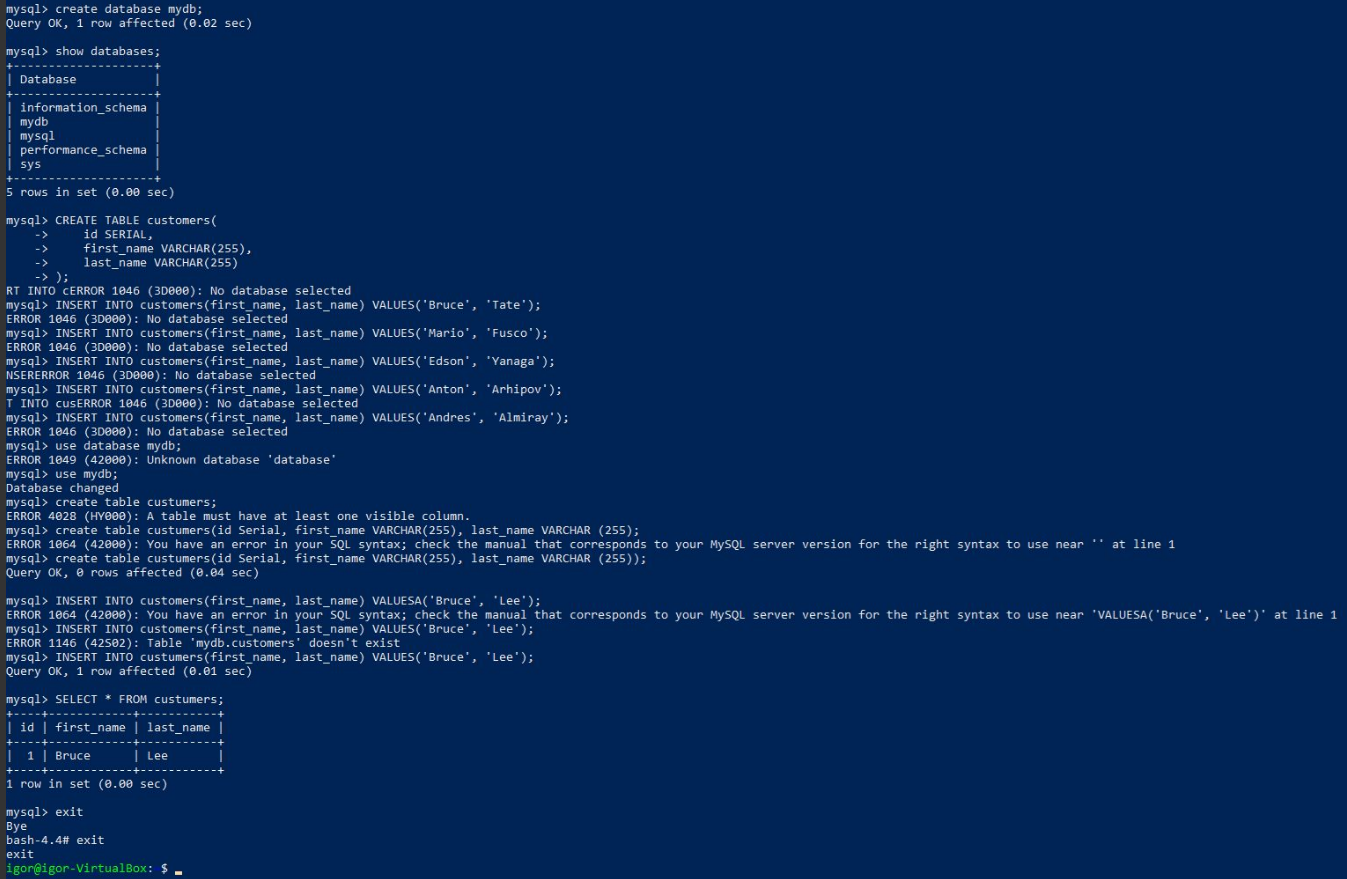 mysql> create database mydb;
Query OK, 1 row affected (0.02 sec)

mysql> show databases;
+--------------------+
| Database           |
+--------------------+
| information_schema |
| mydb               |
| mysql              |
| performance_schema |
| sys                |
+--------------------+
5 rows in set (0.00 sec)

mysql> CREATE TABLE customers(
    ->     id SERIAL,
    ->     first_name VARCHAR(255),
    ->     last_name VARCHAR(255)
    -> );
RT INTO cERROR 1046 (3D000): No database selected
mysql> INSERT INTO customers(first_name, last_name) VALUES('Bruce', 'Tate');
ERROR 1046 (3D000): No database selected
mysql> INSERT INTO customers(first_name, last_name) VALUES('Mario', 'Fusco');
ERROR 1046 (3D000): No database selected
mysql> INSERT INTO customers(first_name, last_name) VALUES('Edson', 'Yanaga');
NSERERROR 1046 (3D000): No database selected
mysql> INSERT INTO customers(first_name, last_name) VALUES('Anton', 'Arhipov');
T INTO cusERROR 1046 (3D000): No database selected
mysql> INSERT INTO customers(first_name, last_name) VALUES('Andres', 'Almiray');
ERROR 1046 (3D000): No database selected
mysql> use database mydb;
ERROR 1049 (42000): Unknown database 'database'
mysql> use mydb;
Database changed
mysql> create table custumers;
ERROR 4028 (HY000): A table must have at least one visible column.
mysql> create table custumers(id Serial, first_name VARCHAR(255), last_name VARCHAR (255);
ERROR 1064 (42000): You have an error in your SQL syntax; check the manual that corresponds to your MySQL server version for the right syntax to use near '' at line 1
mysql> create table custumers(id Serial, first_name VARCHAR(255), last_name VARCHAR (255));
Query OK, 0 rows affected (0.04 sec)

mysql> INSERT INTO customers(first_name, last_name) VALUESA('Bruce', 'Lee');
ERROR 1064 (42000): You have an error in your SQL syntax; check the manual that corresponds to your MySQL server version for the right syntax to use near 'VALUESA('Bruce', 'Lee')' at line 1
mysql> INSERT INTO customers(first_name, last_name) VALUES('Bruce', 'Lee');
ERROR 1146 (42S02): Table 'mydb.customers' doesn't exist
mysql> INSERT INTO custumers(first_name, last_name) VALUES('Bruce', 'Lee');
Query OK, 1 row affected (0.01 sec)

mysql> SELECT * FROM custumers;
+----+------------+-----------+
| id | first_name | last_name |
+----+------------+-----------+
|  1 | Bruce      | Lee       |
+----+------------+-----------+
1 row in set (0.00 sec)

mysql> exit
Bye
bash-4.4# exit
exit
igor@igor-VirtualBox: $